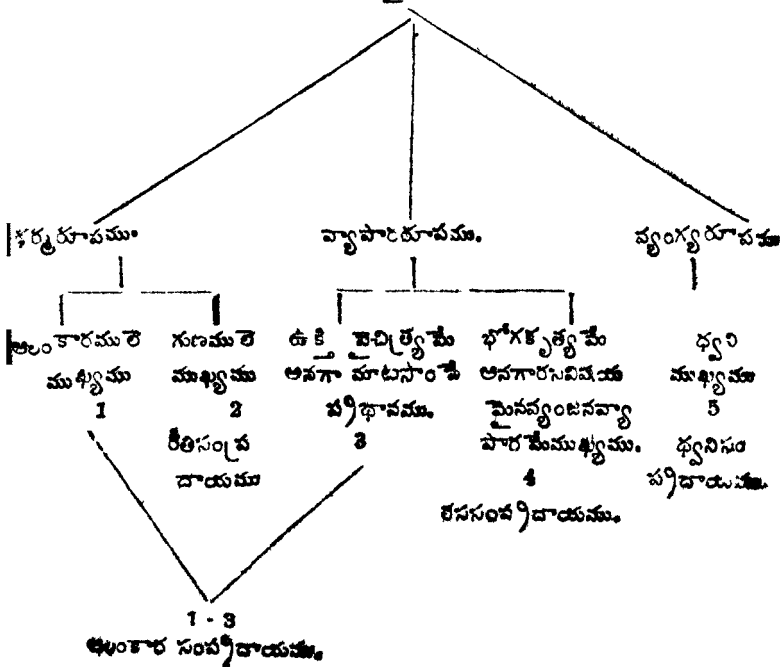 ధర్మరూపము. వ్యాపారరూపము. వ్యంగ్యరూపము
అలంకారములె గుణములె ఉక్తి వైచిత్ర్యమే భోగకృత్యమే ధ్వని
ముఖ్యము ముఖ్యము అనగా మాటసొంపే అనగారసవిషయ ముఖ్యము
1 2 ప్రధానము. మైనవ్యంజనవ్యా 5
రీతిసంప్ర 3 పారమేముఖ్యము. ధ్వనిసం
దాయము 4 ప్రదాయము.
రససంప్రదాయము.
1 - 3
అలంకార సంప్రదాయము.